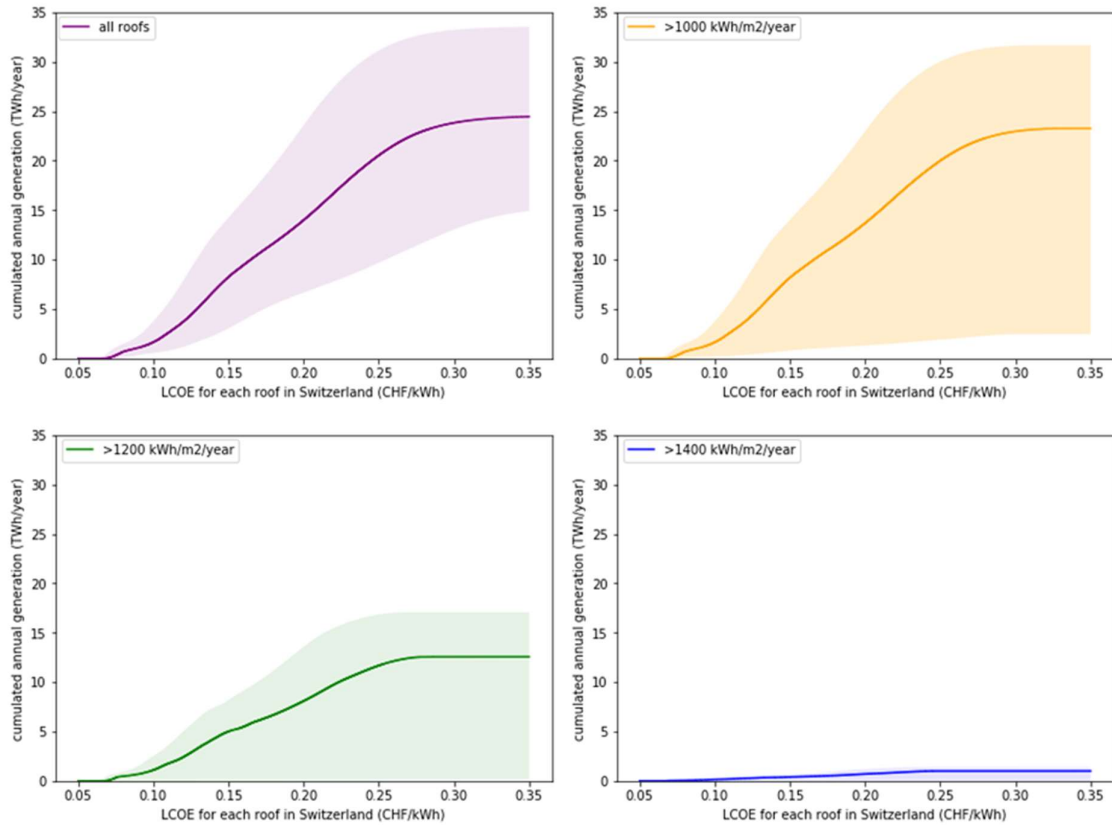 all roofs
cumulated annual generation (TWh/year)
35
30
25
20
15
10
5
0
0.05 0.10 0.15 0.20 0.25 0.30 0.35
LCOE for each roof in Switzerland (CHF/kWh)
>1000 kWh/m2/year
cumulated annual generation (TWh/year)
35
30
25
20
15
10
5
0
0.05 0.10 0.15 0.20 0.25 0.30 0.35
LCOE for each roof in Switzerland (CHF/kWh)
>1200 kWh/m2/year
cumulated annual generation (TWh/year)
35
30
25
20
15
10
5
0
0.05 0.10 0.15 0.20 0.25 0.30 0.35
LCOE for each roof in Switzerland (CHF/kWh)
>1400 kWh/m2/year
cumulated annual generation (TWh/year)
35
30
25
20
15
10
5
0
0.05 0.10 0.15 0.20 0.25 0.30 0.35
LCOE for each roof in Switzerland (CHF/kWh)